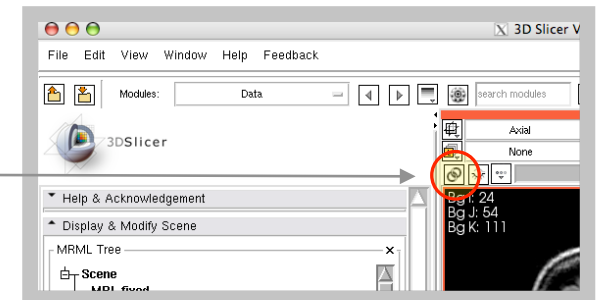 3D Slicer V
File Edit View Window Help Feedback
Modules: Data search modules
3DSlicer
Axial
None
Help & Acknowledgement
Display & Modify Scene
MRML Tree
Scene
MRI_fixed
Bg I: 24
Bg J: 54
Bg K: 111